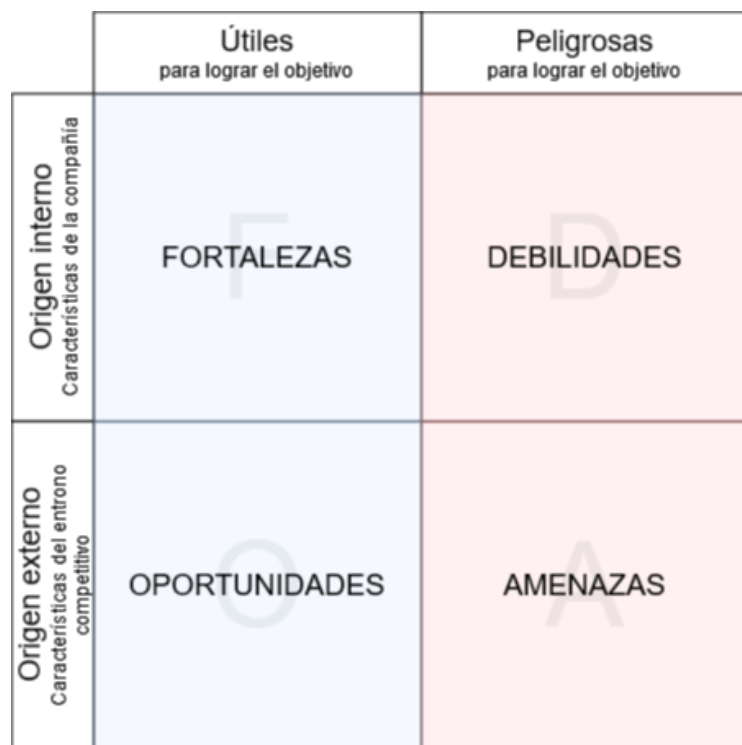 Útiles
para lograr el objetivo
Peligrosas
para lograr el objetivo
Origen interno
Características de la compañía
F
FORTALEZAS
D
DEBILIDADES
Origen externo
Características del entrono
competitivo
O
OPORTUNIDADES
A
AMENAZAS